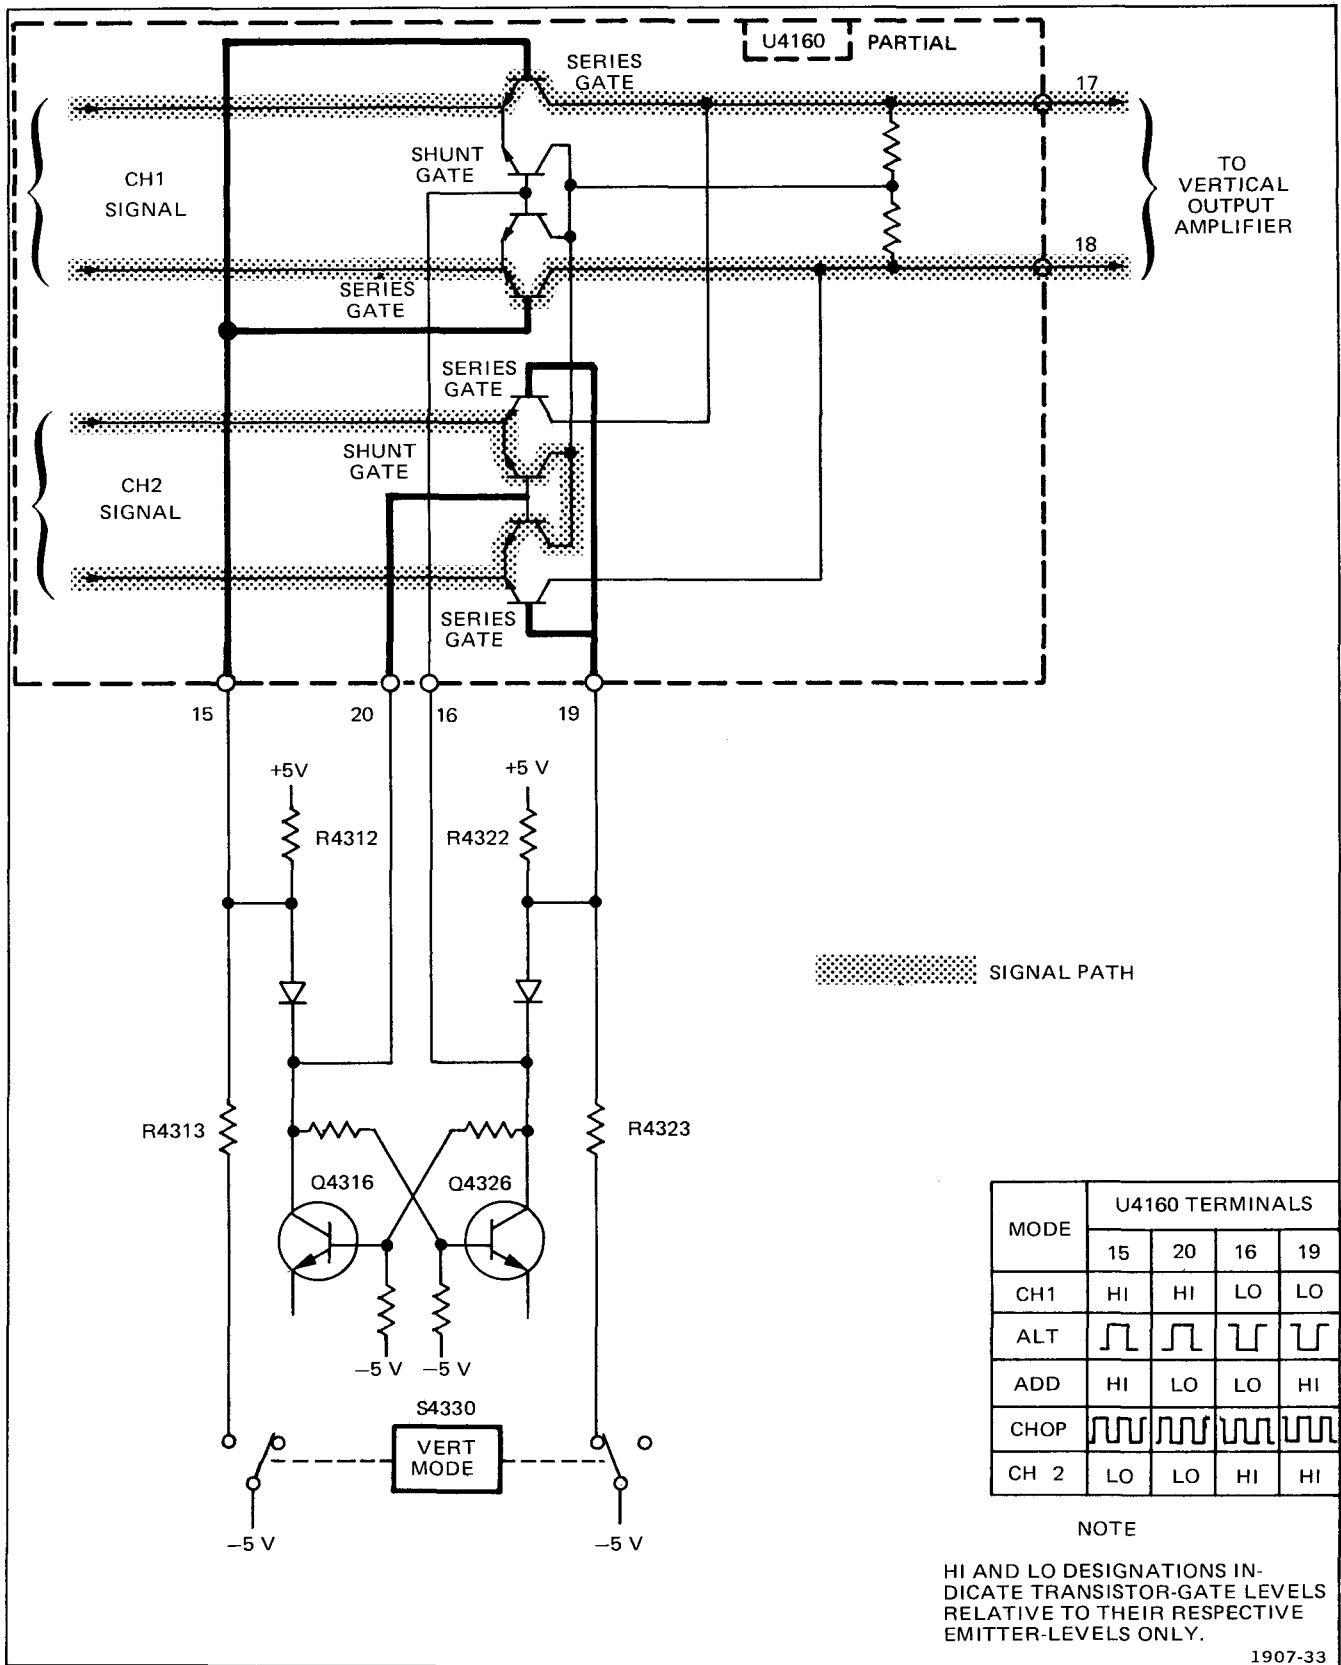 U4160 PARTIAL
SERIES
GATE
17
CH1
SIGNAL
SHUNT
GATE
TO
VERTICAL
OUTPUT
AMPLIFIER
18
SERIES
GATE
SERIES
GATE
CH2
SIGNAL
SHUNT
GATE
SERIES
GATE
15 20 16 19
+5V +5 V
R4312 R4322
SIGNAL PATH
R4313 R4323
Q4316 Q4326
−5 V −5 V
S4330
VERT
MODE
−5 V −5 V
MODE U4160 TERMINALS
15 20 16 19
CH1 HI HI LO LO
ALT
ADD HI LO LO HI
CHOP
CH 2 LO LO HI HI
NOTE
HI AND LO DESIGNATIONS IN-
DICATE TRANSISTOR-GATE LEVELS
RELATIVE TO THEIR RESPECTIVE
EMITTER-LEVELS ONLY.
1907-33